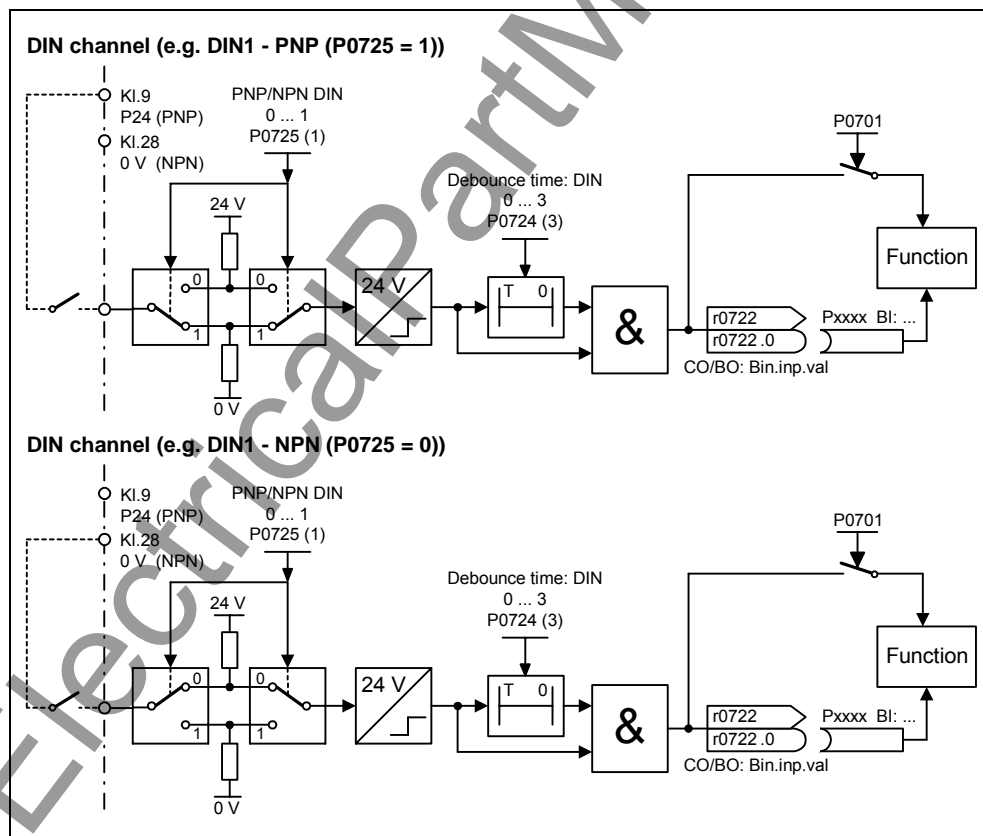 DIN channel (e.g. DIN1 - PNP (P0725 = 1))
Kl.9
P24 (PNP)
Kl.28
0 V (NPN)
PNP/NPN DIN
0 ... 1
P0725 (1)
24 V
0
0
1
1
0 V
24 V
Debounce time: DIN
0 ... 3
P0724 (3)
T 0
&
P0701
Function
r0722
r0722 .0
Pxxxx BI: ...
CO/BO: Bin.inp.val
DIN channel (e.g. DIN1 - NPN (P0725 = 0))
Kl.9
P24 (PNP)
Kl.28
0 V (NPN)
PNP/NPN DIN
0 ... 1
P0725 (1)
24 V
0
0
1
1
0 V
24 V
Debounce time: DIN
0 ... 3
P0724 (3)
T 0
&
P0701
Function
r0722
r0722 .0
Pxxxx BI: ...
CO/BO: Bin.inp.val
ElectricalPartM